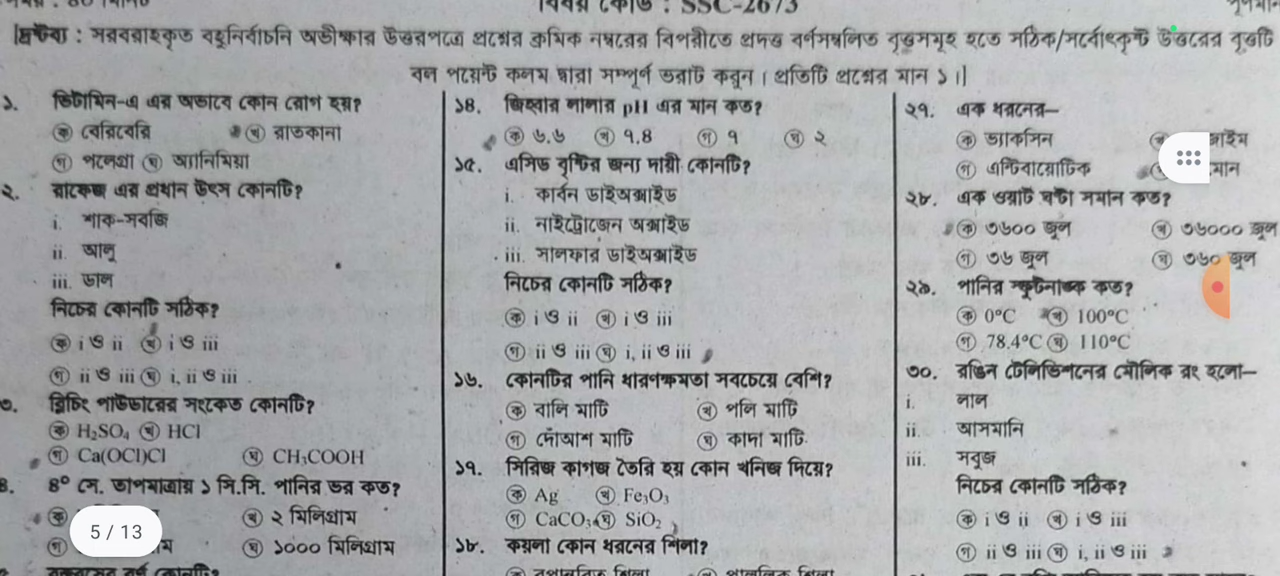 বিষয় কোড : SSC-2673
দ্রষ্টব্য : সরবরাহকৃত বহুনির্বাচনি অভীক্ষার উত্তরপত্রে প্রশ্নের ক্রমিক নম্বরের বিপরীতে প্রদত্ত বর্ণসম্বলিত বৃত্তসমূহ হতে সঠিক/সর্বোৎকৃষ্ট উত্তরের বৃত্তটি
বল পয়েন্ট কলম দ্বারা সম্পূর্ণ ভরাট করুন। প্রতিটি প্রশ্নের মান ১।]
১. ভিটামিন-এ এর অভাবে কোন রোগ হয়?
ক বেরিবেরি খ রাতকানা
গ পলেগ্রা ঘ অ্যানিমিয়া
২. রাফেজ এর প্রধান উৎস কোনটি?
i. শাক-সবজি
ii. আলু
iii. ডাল
নিচের কোনটি সঠিক?
ক i ও ii খ i ও iii
গ ii ও iii ঘ i, ii ও iii
৩. ব্লিচিং পাউডারের সংকেত কোনটি?
ক H₂SO₄ খ HCl
গ Ca(OCl)Cl ঘ CH₃COOH
৪. 8° সে. তাপমাত্রায় ১ সি.সি. পানির ভর কত?
ক খ ২ মিলিগ্রাম
গ ঘ ১০০০ মিলিগ্রাম
5 / 13
১৪. জিহ্বার লালার pH এর মান কত?
ক ৬.৬ খ ৭.৪ গ ৭ ঘ ২
১৫. এসিড বৃষ্টির জন্য দায়ী কোনটি?
i. কার্বন ডাইঅক্সাইড
ii. নাইট্রোজেন অক্সাইড
iii. সালফার ডাইঅক্সাইড
নিচের কোনটি সঠিক?
ক i ও ii খ i ও iii
গ ii ও iii ঘ i, ii ও iii
১৬. কোনটির পানি ধারণক্ষমতা সবচেয়ে বেশি?
ক বালি মাটি খ পলি মাটি
গ দোআশ মাটি ঘ কাদা মাটি
১৭. সিরিজ কাগজ তৈরি হয় কোন খনিজ দিয়ে?
ক Ag খ Fe₃O₃
গ CaCO₃ ঘ SiO₂
১৮. কয়লা কোন ধরনের শিলা?
২৭. এক ধরনের—
ক ভ্যাকসিন
গ এন্টিবায়োটিক
২৮. এক ওয়াট ঘন্টা সমান কত?
ক ৩৬০০ জুল খ ৩৬০০০ জুল
গ ৩৬ জুল ঘ ৩৬০ জুল
২৯. পানির স্ফুটনাঙ্ক কত?
ক 0°C খ 100°C
গ 78.4°C ঘ 110°C
৩০. রঙিন টেলিভিশনের মৌলিক রং হলো—
i. লাল
ii. আসমানি
iii. সবুজ
নিচের কোনটি সঠিক?
ক i ও ii খ i ও iii
গ ii ও iii ঘ i, ii ও iii